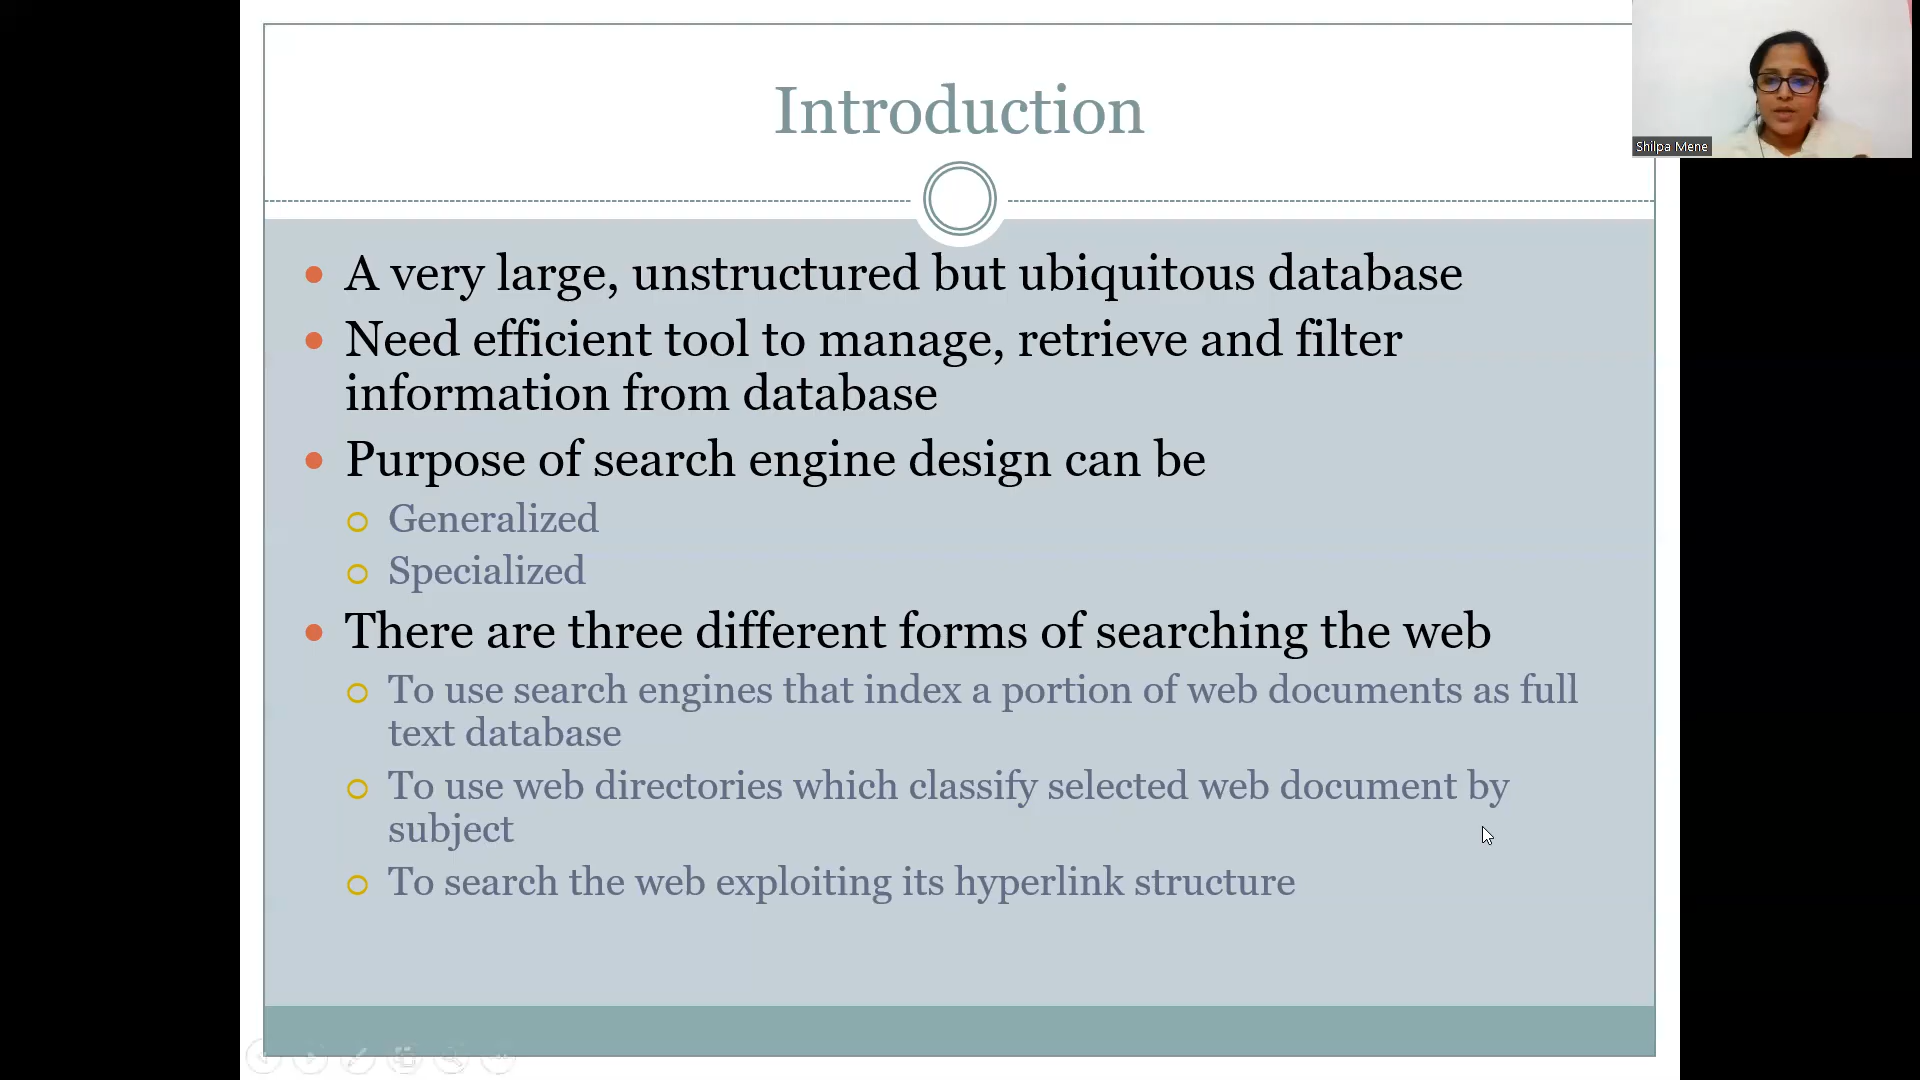 Introduction
Shilpa Mene
A very large, unstructured but ubiquitous database
Need efficient tool to manage, retrieve and filter
information from database
Purpose of search engine design can be
Generalized
Specialized
There are three different forms of searching the web
To use search engines that index a portion of web documents as full
text database
To use web directories which classify selected web document by
subject
To search the web exploiting its hyperlink structure